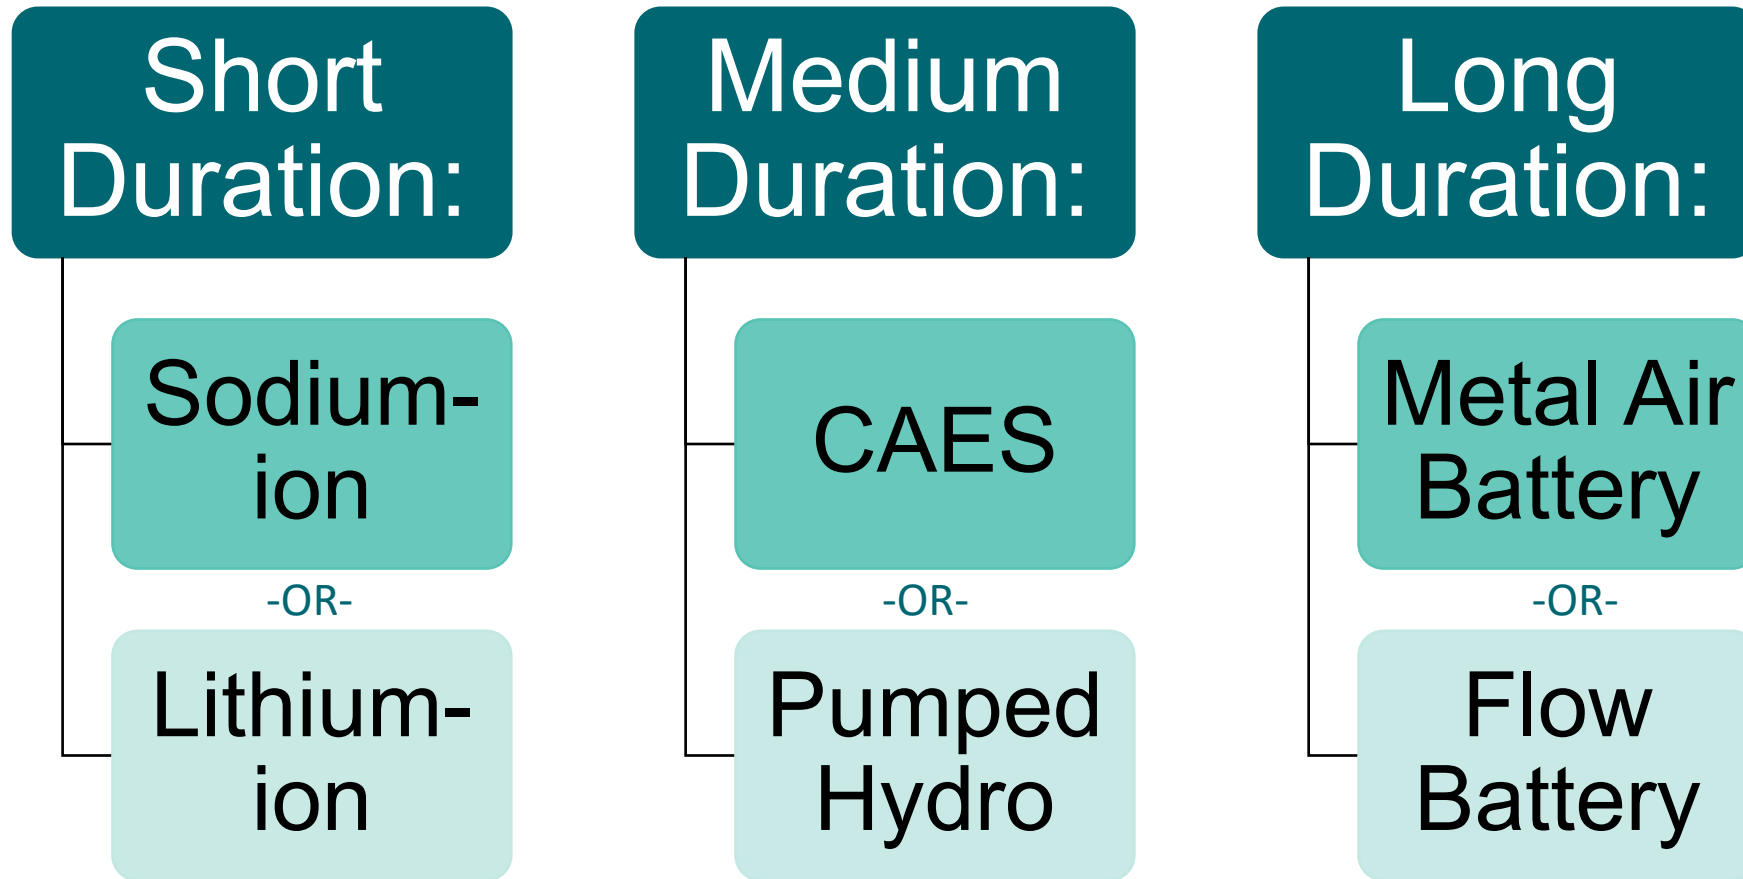 Short
Duration:
Sodium-
ion
-OR-
Lithium-
ion
Medium
Duration:
CAES
-OR-
Pumped
Hydro
Long
Duration:
Metal Air
Battery
-OR-
Flow
Battery